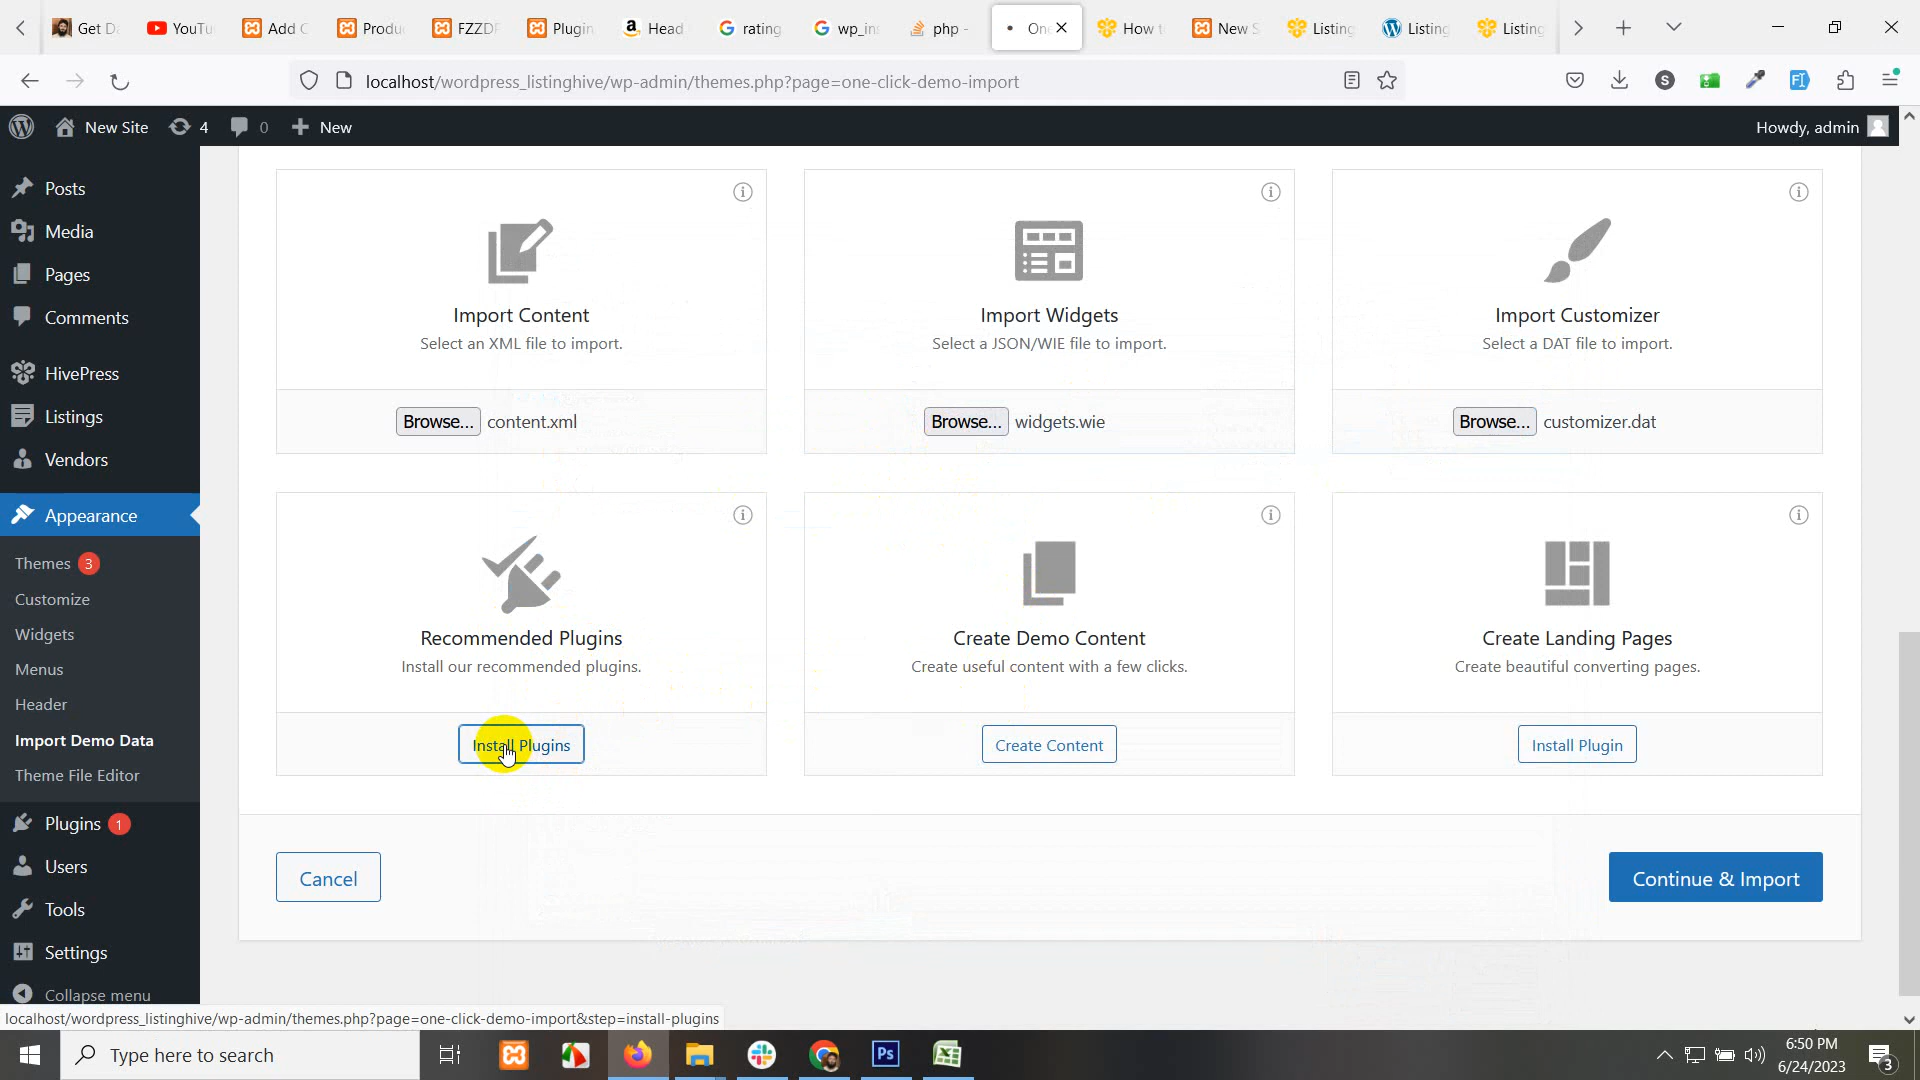 Get D
YouTu
Add C
Produ
FZZDF
Plugin
Head
rating
wp_in
php -
On
How t
New S
Listing
Listing
Listing
localhost/wordpress_listinghive/wp-admin/themes.php?page=one-click-demo-import
New Site
4
0
New
Howdy, admin
Posts
Media
Pages
Comments
HivePress
Listings
Vendors
Appearance
Themes 3
Customize
Widgets
Menus
Header
Import Demo Data
Theme File Editor
Plugins 1
Users
Tools
Settings
Collapse menu
Import Content
Select an XML file to import.
Browse... content.xml
Import Widgets
Select a JSON/WIE file to import.
Browse... widgets.wie
Import Customizer
Select a DAT file to import.
Browse... customizer.dat
Recommended Plugins
Install our recommended plugins.
Install Plugins
Create Demo Content
Create useful content with a few clicks.
Create Content
Create Landing Pages
Create beautiful converting pages.
Install Plugin
Cancel
Continue & Import
localhost/wordpress_listinghive/wp-admin/themes.php?page=one-click-demo-import&step=install-plugins
Type here to search
Ps
6:50 PM
6/24/2023
3